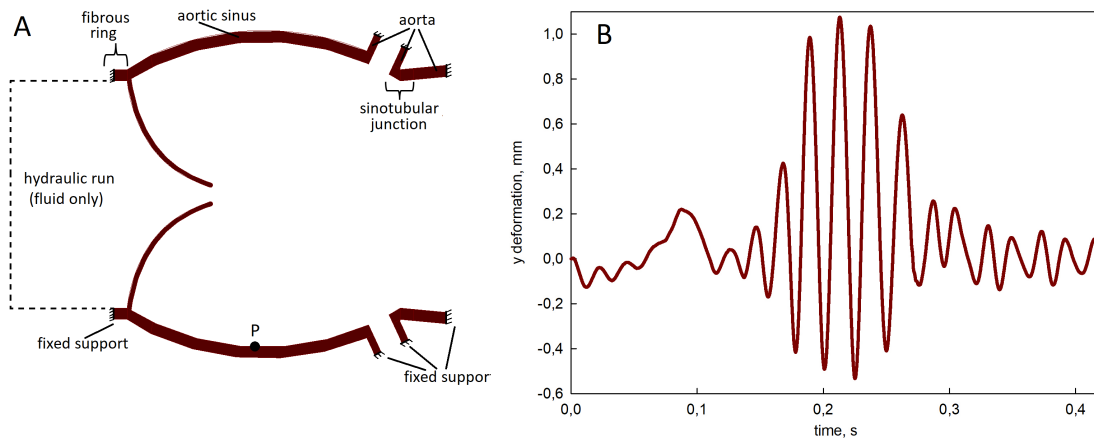 A
fibrous
ring
aortic sinus
aorta
sinotubular
junction
hydraulic run
(fluid only)
P
fixed support
fixed support
B
y deformation, mm
1,0
0,8
0,6
0,4
0,2
0,0
-0,2
-0,4
-0,6
0,0
0,1
0,2
0,3
0,4
time, s